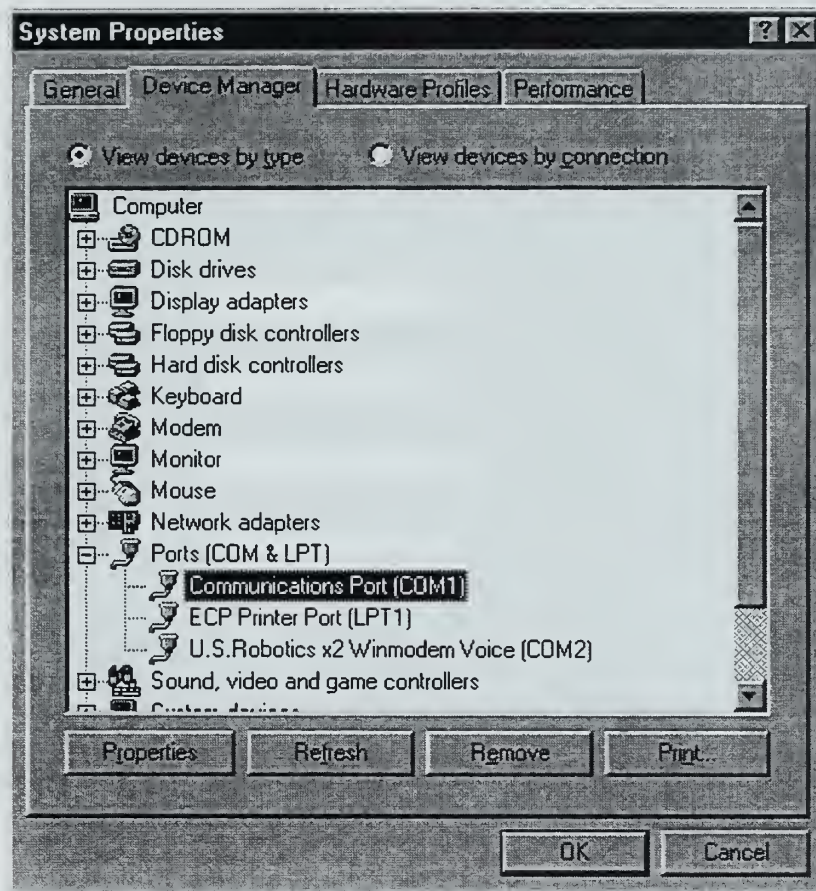 System Properties
General Device Manager Hardware Profiles Performance
View devices by type View devices by connection
Computer
CDROM
Disk drives
Display adapters
Floppy disk controllers
Hard disk controllers
Keyboard
Modem
Monitor
Mouse
Network adapters
Ports (COM & LPT)
Communications Port (COM1)
ECP Printer Port (LPT1)
U.S.Robotics x2 Winmodem Voice (COM2)
Sound, video and game controllers
System devices
Properties Refresh Remove Print...
OK Cancel